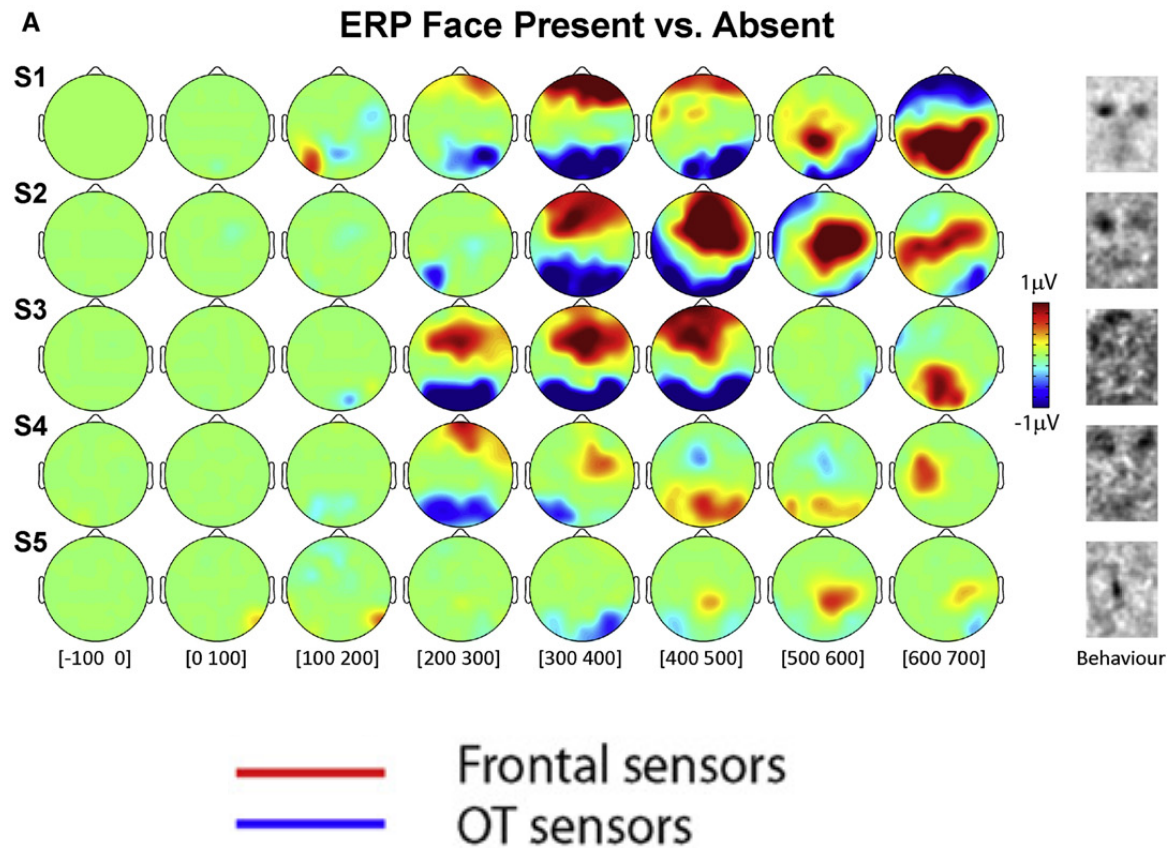 A
ERP Face Present vs. Absent
S1
S2
S3
S4
S5
1μV
-1μV
[-100 0]
[0 100]
[100 200]
[200 300]
[300 400]
[400 500]
[500 600]
[600 700]
Behaviour
Frontal sensors
OT sensors